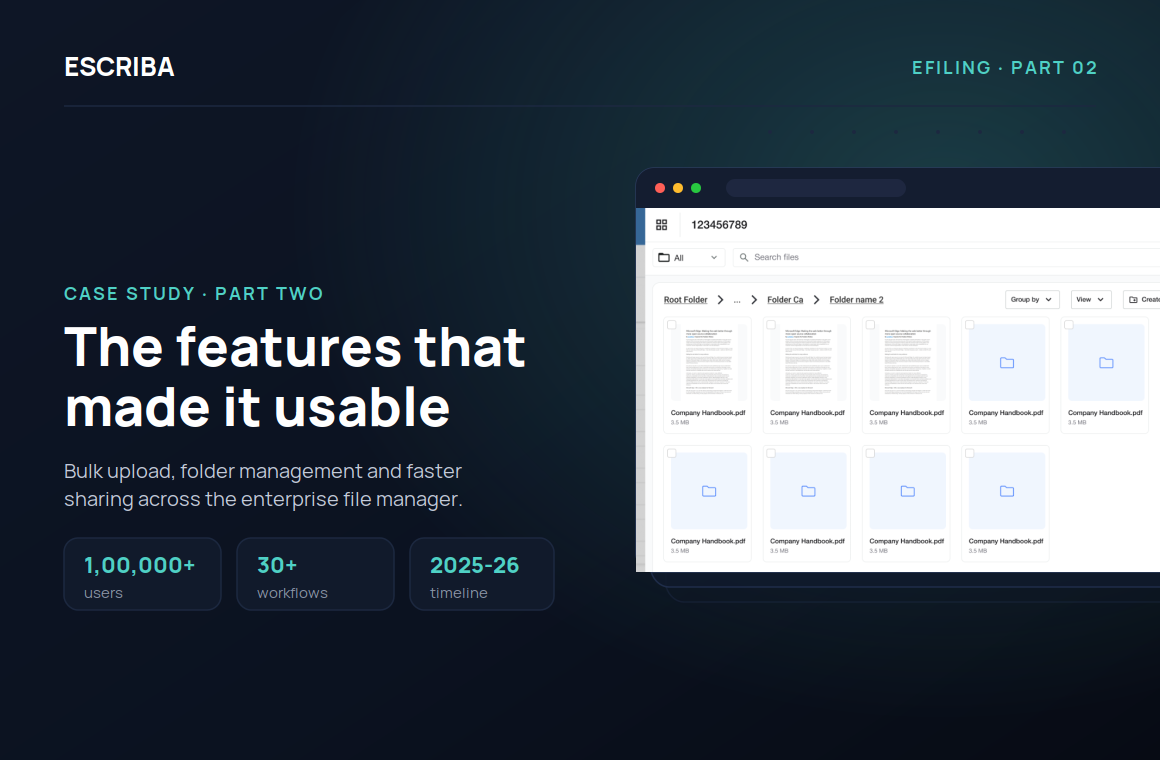 ESCRIBA
EFILING · PART 02
CASE STUDY · PART TWO
The features that
made it usable
Bulk upload, folder management and faster
sharing across the enterprise file manager.
1,00,000+
users
30+
workflows
2025-26
timeline
123456789
All
Search files
Root Folder
...
Folder Ca
Folder name 2
Group by
View
Create
Company Handbook.pdf
3.5 MB
Company Handbook.pdf
3.5 MB
Company Handbook.pdf
3.5 MB
Company Handbook.pdf
3.5 MB
Company Handbook.pdf
3.5 MB
Company Handbook.pdf
3.5 MB
Company Handbook.pdf
3.5 MB
Company Handbook.pdf
3.5 MB
Company Handbook.pdf
3.5 MB